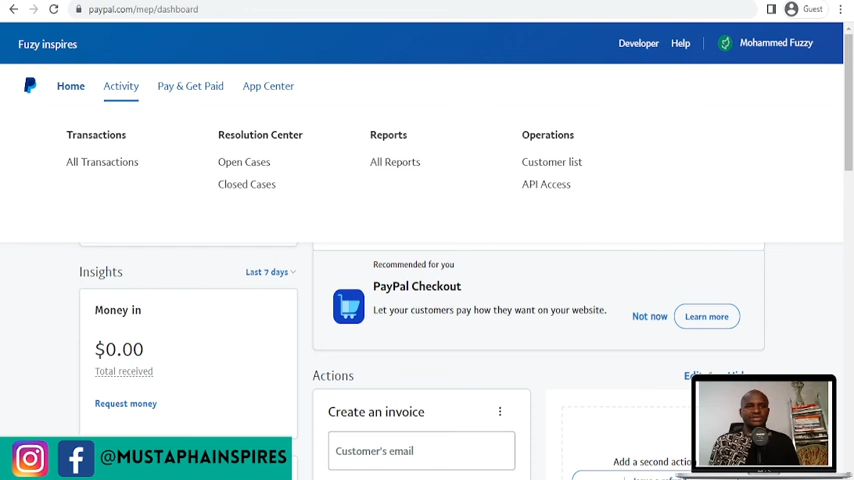 paypal.com/mep/dashboard
Guest
Fuzy inspires
Developer Help
Mohammed Fuzzy
Home Activity Pay & Get Paid App Center
Transactions
All Transactions
Resolution Center
Open Cases
Closed Cases
Reports
All Reports
Operations
Customer list
API Access
Insights
Last 7 days
Money in
$0.00
Total received
Request money
Recommended for you
PayPal Checkout
Let your customers pay how they want on your website.
Not now
Learn more
Actions
Create an invoice
Customer's email
Add a second actio
@MUSTAPHAINSPIRES